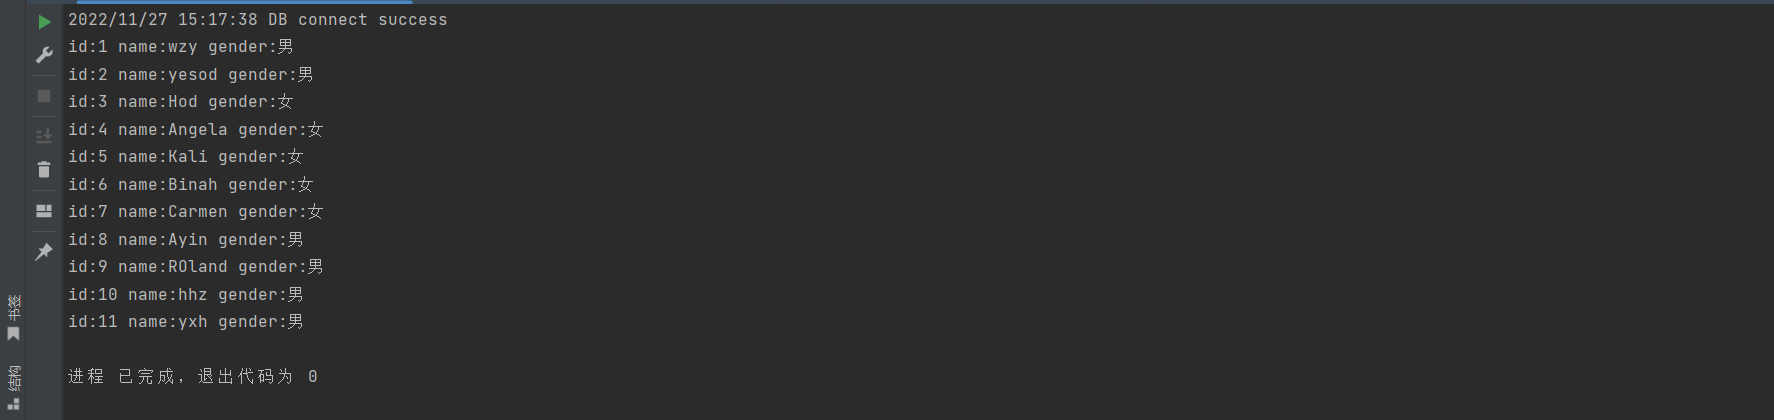 2022/11/27 15:17:38 DB connect success
id:1 name:wzy gender:男
id:2 name:yesod gender:男
id:3 name:Hod gender:女
id:4 name:Angela gender:女
id:5 name:Kali gender:女
id:6 name:Binah gender:女
id:7 name:Carmen gender:女
id:8 name:Ayin gender:男
id:9 name:ROland gender:男
id:10 name:hhz gender:男
id:11 name:yxh gender:男
进程 已完成，退出代码为 0
书签
结构